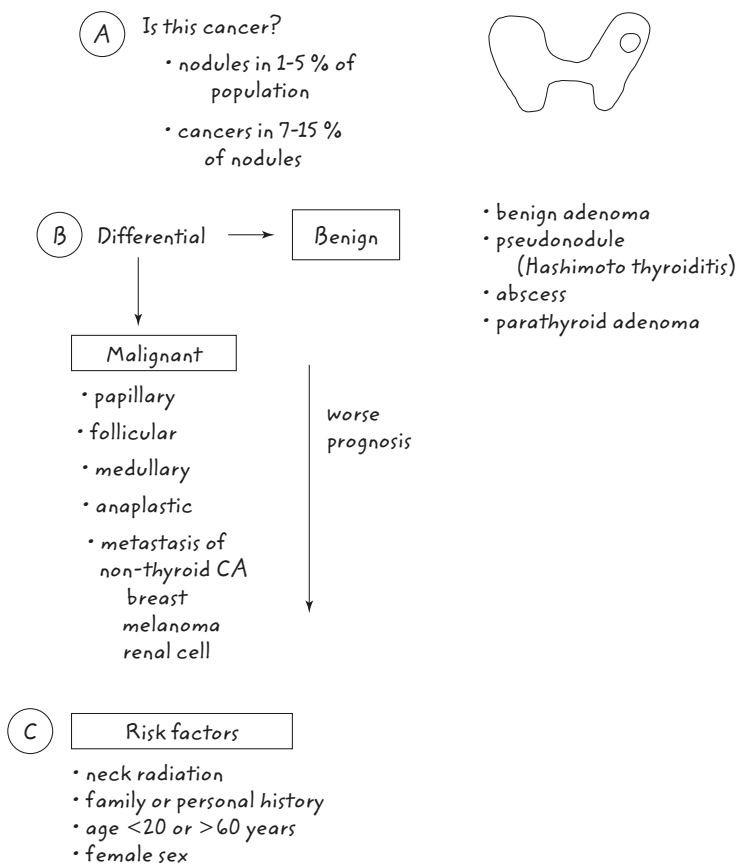 A
Is this cancer?
• nodules in 1-5 % of
population
• cancers in 7-15 %
of nodules
B
Differential
Benign
• benign adenoma
• pseudonodule
(Hashimoto thyroiditis)
• abscess
• parathyroid adenoma
Malignant
• papillary
• follicular
• medullary
• anaplastic
• metastasis of
non-thyroid CA
breast
melanoma
renal cell
worse
prognosis
C
Risk factors
• neck radiation
• family or personal history
• age <20 or >60 years
• female sex